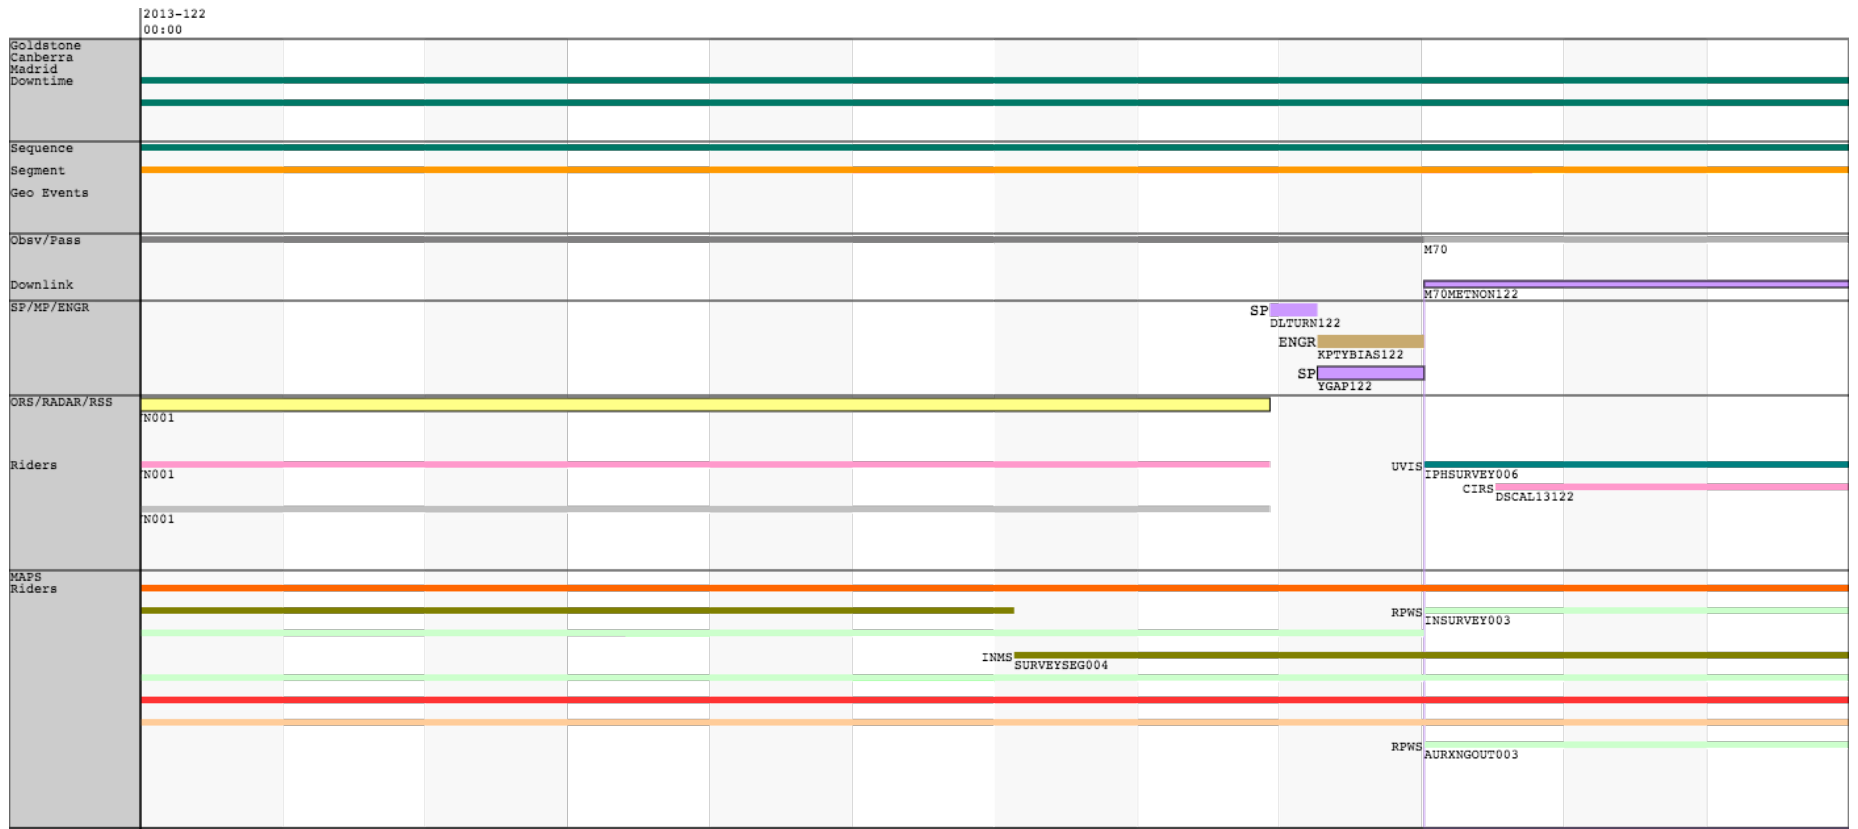 2013-122
00:00
Goldstone
Canberra
Madrid
Downtime
Sequence
Segment
Geo Events
Obsv/Pass
M70
Downlink
M70METNON122
SP/MP/ENGR
SP
DLTURN122
ENGR
KPTYBIAS122
SP
YGAP122
ORS/RADAR/RSS
N001
Riders
UVIS
N001
IPHSURVEY006
CIRS
DSCAL13122
N001
MAPS
Riders
RPWS
INSURVEY003
INMS
SURVEYSEG004
RPWS
AURXNGOUT003